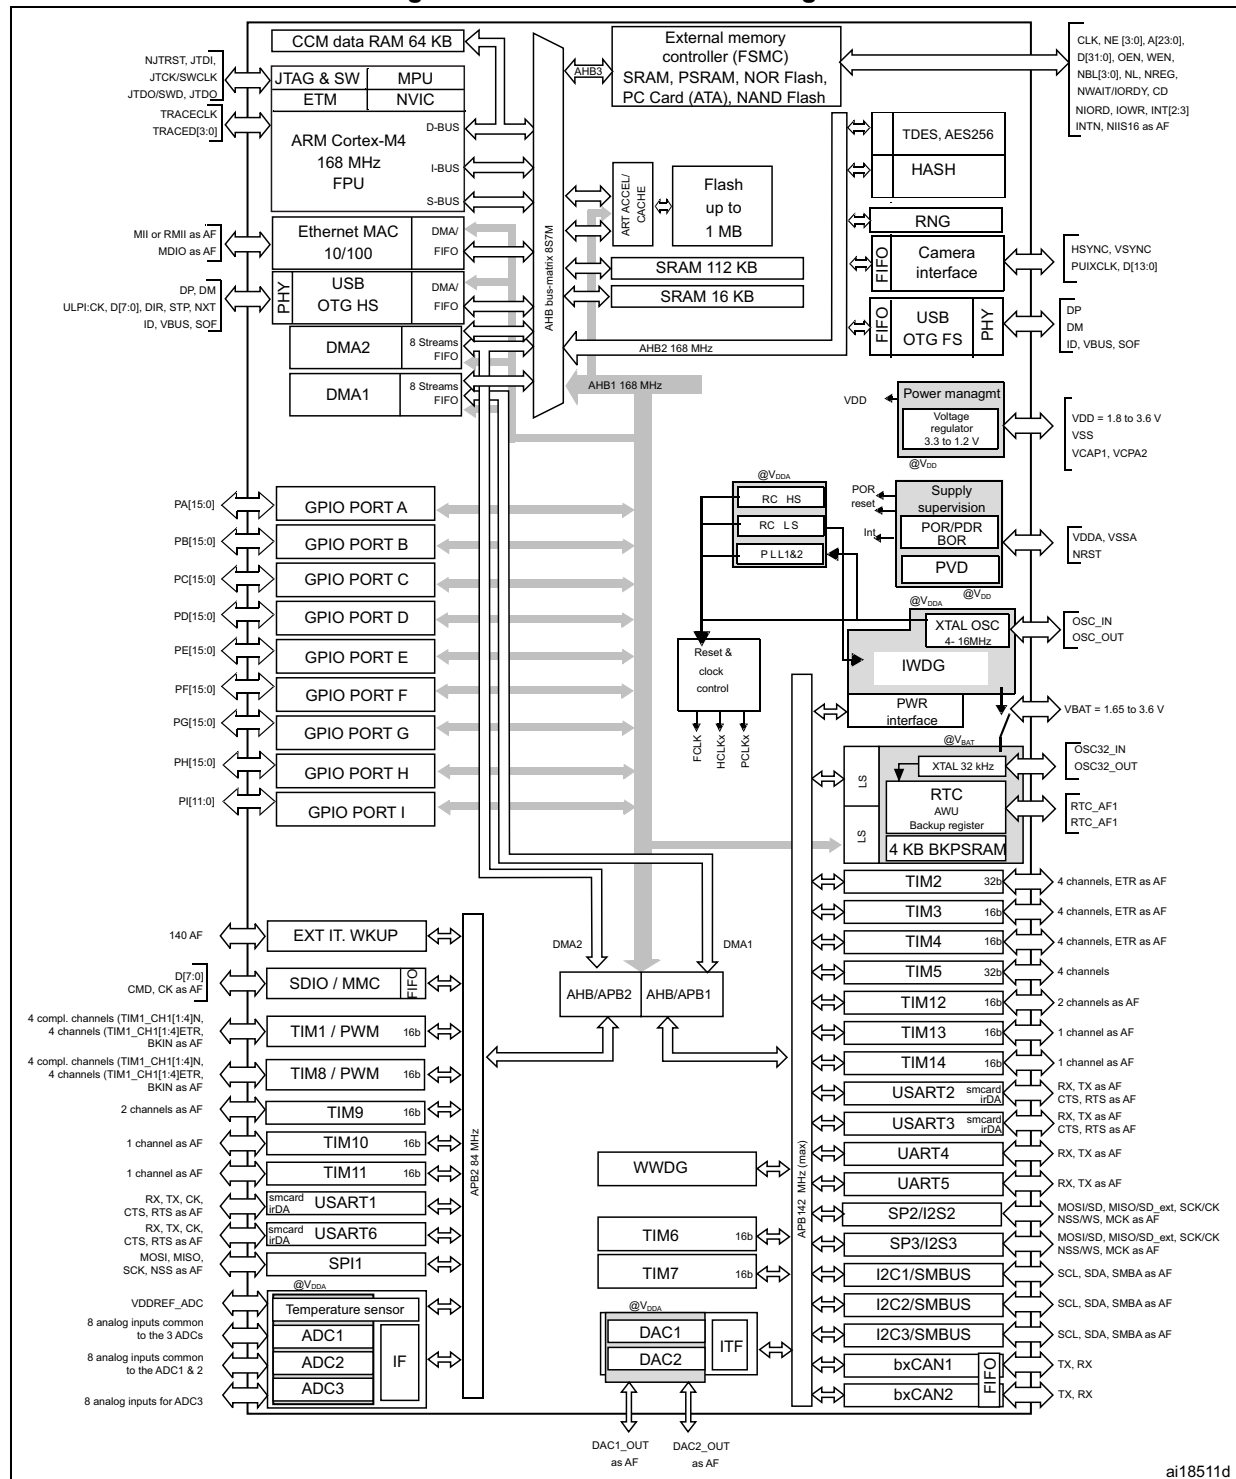 CCM data RAM 64 KB
External memory
controller (FSMC)
SRAM, PSRAM, NOR Flash,
PC Card (ATA), NAND Flash
AHB3
CLK, NE [3:0], A[23:0],
D[31:0], OEN, WEN,
NBL[3:0], NL, NREG,
NWAIT/IORDY, CD
NIORD, IOWR, INT[2:3]
INTN, NIIS16 as AF
NJTRST, JTDI,
JTCK/SWCLK
JTDO/SWD, JTDO
TRACECLK
TRACED[3:0]
JTAG & SW
MPU
ETM
NVIC
ARM Cortex-M4
168 MHz
FPU
D-BUS
I-BUS
S-BUS
AHB bus-matrix 8S7M
ART ACCEL/
CACHE
Flash
up to
1 MB
SRAM 112 KB
SRAM 16 KB
AHB2 168 MHz
AHB1 168 MHz
TDES, AES256
HASH
RNG
FIFO
Camera
interface
HSYNC, VSYNC
PUIXCLK, D[13:0]
FIFO
USB
OTG FS
PHY
DP
DM
ID, VBUS, SOF
MII or RMII as AF
MDIO as AF
Ethernet MAC
10/100
DMA/
FIFO
DP, DM
ULPI:CK, D[7:0], DIR, STP, NXT
ID, VBUS, SOF
PHY
USB
OTG HS
DMA/
FIFO
DMA2
8 Streams
FIFO
DMA1
8 Streams
FIFO
VDD
Power managmt
Voltage
regulator
3.3 to 1.2 V
@VDD
VDD = 1.8 to 3.6 V
VSS
VCAP1, VCPA2
@VDDA
RC HS
RC LS
PLL1&2
POR
reset
Int
Supply
supervision
POR/PDR
BOR
PVD
@VDD
VDDA, VSSA
NRST
@VDDA
XTAL OSC
4- 16MHz
IWDG
OSC_IN
OSC_OUT
PWR
interface
VBAT = 1.65 to 3.6 V
Reset &
clock
control
FCLK
HCLKx
PCLKx
@VBAT
LS
LS
XTAL 32 kHz
RTC
AWU
Backup register
4 KB BKPSRAM
OSC32_IN
OSC32_OUT
RTC_AF1
RTC_AF1
PA[15:0]
GPIO PORT A
PB[15:0]
GPIO PORT B
PC[15:0]
GPIO PORT C
PD[15:0]
GPIO PORT D
PE[15:0]
GPIO PORT E
PF[15:0]
GPIO PORT F
PG[15:0]
GPIO PORT G
PH[15:0]
GPIO PORT H
PI[11:0]
GPIO PORT I
DMA2
DMA1
AHB/APB2
AHB/APB1
140 AF
EXT IT. WKUP
D[7:0]
CMD, CK as AF
SDIO / MMC
FIFO
4 compl. channels (TIM1_CH1[1:4]N,
4 channels (TIM1_CH1[1:4]ETR,
BKIN as AF
TIM1 / PWM
16b
4 compl. channels (TIM1_CH1[1:4]N,
4 channels (TIM1_CH1[1:4]ETR,
BKIN as AF
TIM8 / PWM
16b
2 channels as AF
TIM9
16b
1 channel as AF
TIM10
16b
1 channel as AF
TIM11
16b
RX, TX, CK,
CTS, RTS as AF
smcard
irDA
USART1
RX, TX, CK,
CTS, RTS as AF
smcard
irDA
USART6
MOSI, MISO,
SCK, NSS as AF
SPI1
APB2 84 MHz
@VDDA
VDDREF_ADC
8 analog inputs common
to the 3 ADCs
8 analog inputs common
to the ADC1 & 2
8 analog inputs for ADC3
Temperature sensor
ADC1
ADC2
ADC3
IF
WWDG
TIM6
16b
TIM7
16b
@VDDA
DAC1
DAC2
ITF
DAC1_OUT
as AF
DAC2_OUT
as AF
APB142 MHz (max)
TIM2
32b
4 channels, ETR as AF
TIM3
16b
4 channels, ETR as AF
TIM4
16b
4 channels, ETR as AF
TIM5
32b
4 channels
TIM12
16b
2 channels as AF
TIM13
16b
1 channel as AF
TIM14
16b
1 channel as AF
USART2
smcard
irDA
RX, TX as AF
CTS, RTS as AF
USART3
smcard
irDA
RX, TX as AF
CTS, RTS as AF
UART4
RX, TX as AF
UART5
RX, TX as AF
SP2/I2S2
MOSI/SD, MISO/SD_ext, SCK/CK
NSS/WS, MCK as AF
SP3/I2S3
MOSI/SD, MISO/SD_ext, SCK/CK
NSS/WS, MCK as AF
I2C1/SMBUS
SCL, SDA, SMBA as AF
I2C2/SMBUS
SCL, SDA, SMBA as AF
I2C3/SMBUS
SCL, SDA, SMBA as AF
bxCAN1
TX, RX
bxCAN2
TX, RX
FIFO
ai18511d